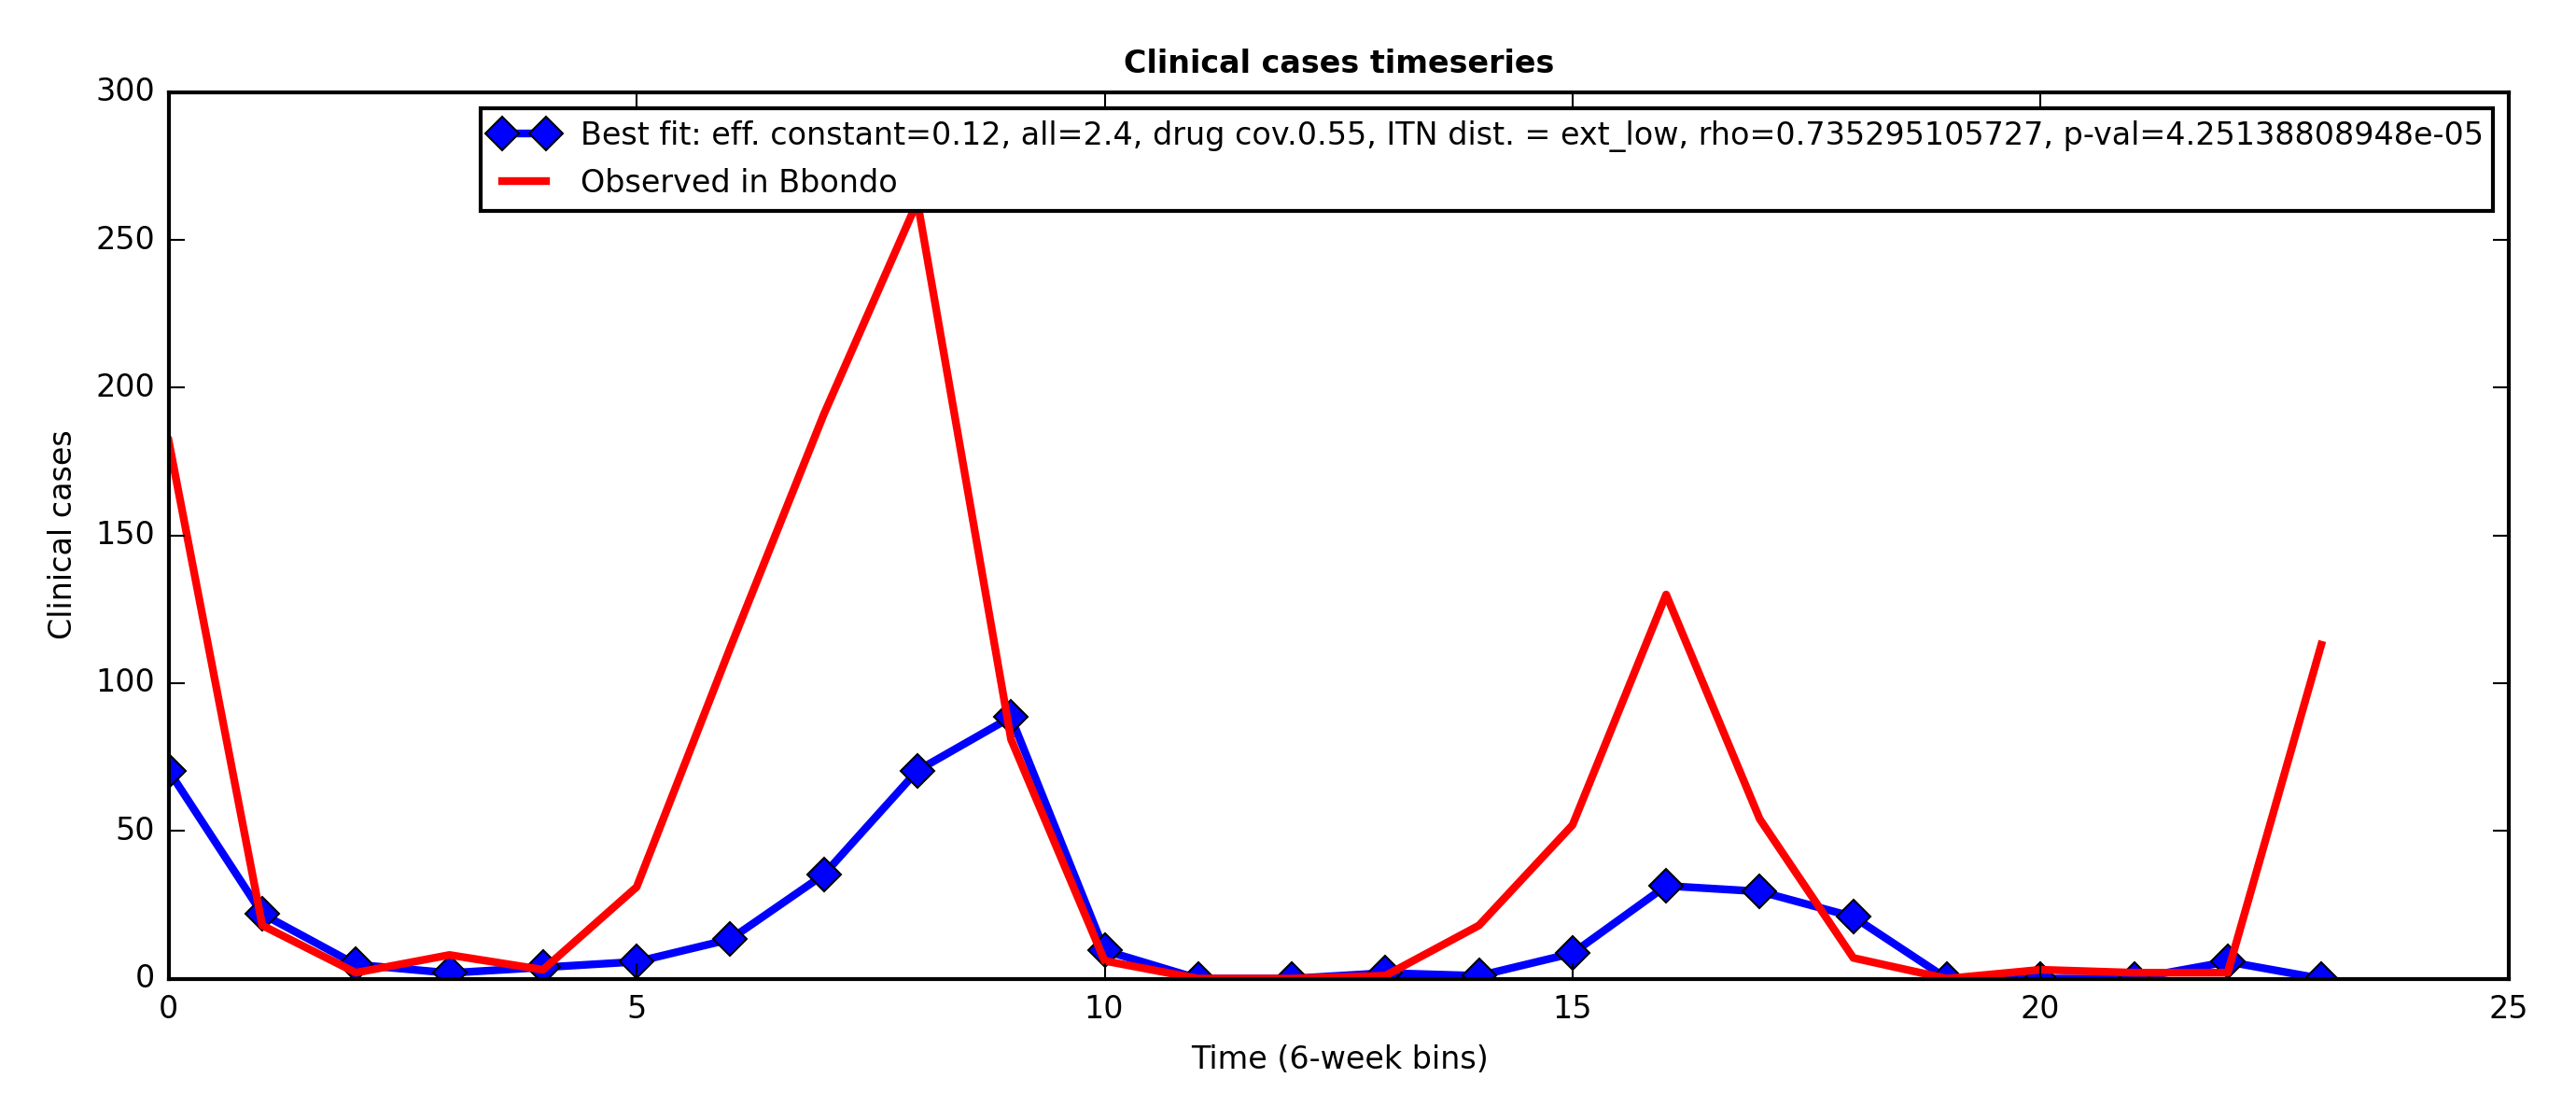 Clinical cases timeseries
300
250
200
150
100
50
0
Clinical cases
Best fit: eff. constant=0.12, all=2.4, drug cov.0.55, ITN dist. = ext_low, rho=0.735295105727, p-val=4.25138808948e-05
Observed in Bbondo
0 5 10 15 20 25
Time (6-week bins)